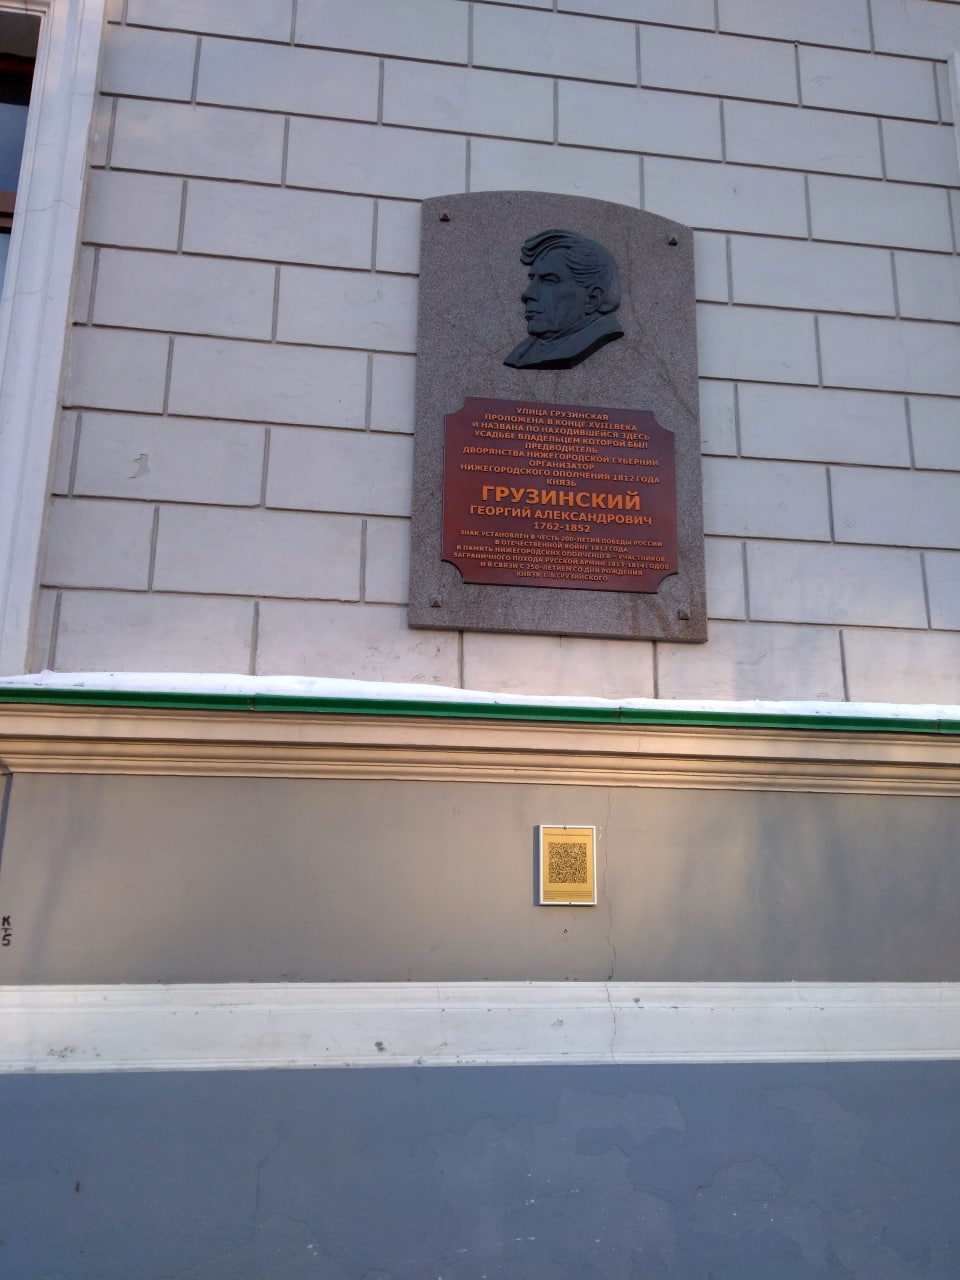 УЛИЦА ГРУЗИНСКАЯ
ПРОЛОЖЕНА В КОНЦЕ XVIII ВЕКА
И НАЗВАНА ПО НАХОДИВШЕЙСЯ ЗДЕСЬ
УСАДЬБЕ ВЛАДЕЛЬЦЕМ КОТОРОЙ БЫЛ
ПРЕДВОДИТЕЛЬ
ДВОРЯНСТВА НИЖЕГОРОДСКОЙ ГУБЕРНИИ
ОРГАНИЗАТОР
НИЖЕГОРОДСКОГО ОПОЛЧЕНИЯ 1812 ГОДА
КНЯЗЬ
ГРУЗИНСКИЙ
ГЕОРГИЙ АЛЕКСАНДРОВИЧ
1762-1852
ЗНАК УСТАНОВЛЕН В ЧЕСТЬ 200-ЛЕТИЯ ПОБЕДЫ РОССИИ
В ОТЕЧЕСТВЕННОЙ ВОЙНЕ 1812 ГОДА
В ПАМЯТЬ НИЖЕГОРОДСКИХ ОПОЛЧЕНЦЕВ - УЧАСТНИКОВ
ЗАГРАНИЧНОГО ПОХОДА РУССКОЙ АРМИИ 1813-1814 ГОДОВ
И В СВЯЗИ С 250-ЛЕТИЕМ СО ДНЯ РОЖДЕНИЯ
КНЯЗЯ Г.А.ГРУЗИНСКОГО
К
Т
5